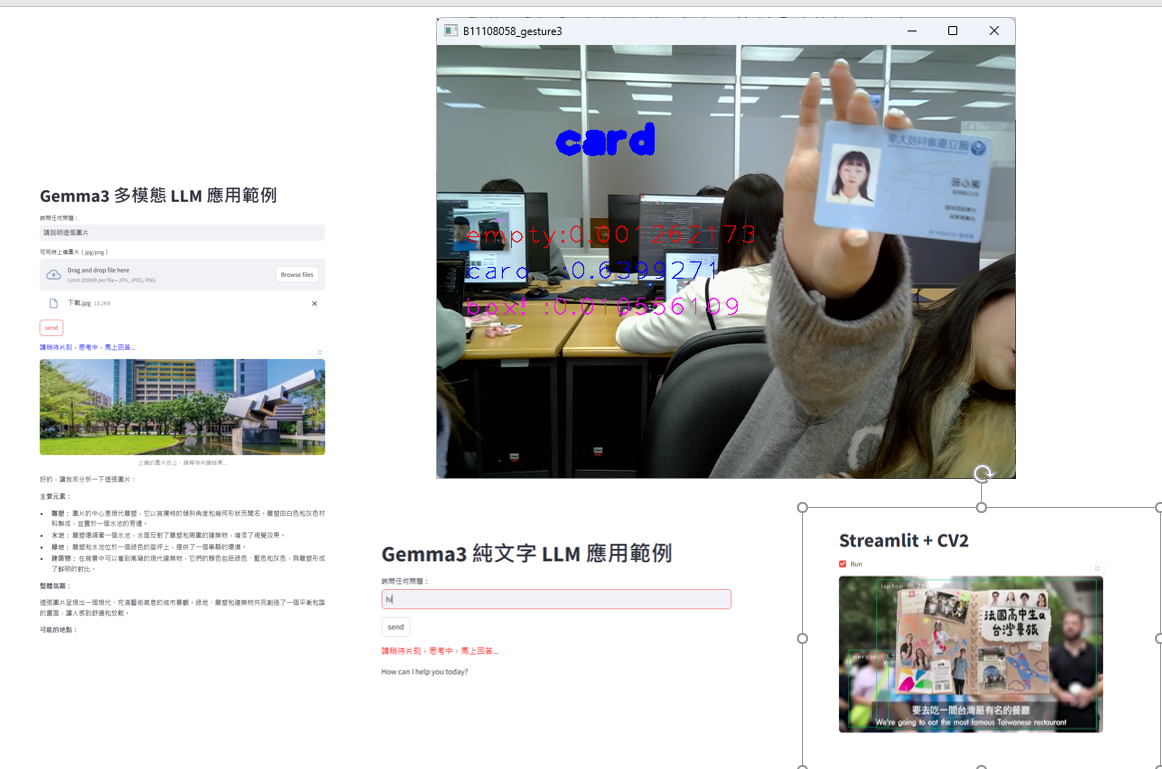 B11108058_gesture3
card
empty:0.001262173
card :0.6399271
box! :0.010556109
Gemma3 多模態 LLM 應用範例
詢問任何問題：
請說明這個圖片
可同時上傳圖片 ( jpg/png )
Drag and drop file here
Limit 200MB per file • JPG, JPEG, PNG
Browse files
下載.jpg 13.2KB
send
請稍待片刻，思考中，馬上回答...
好的，讓我來分析一下這張圖片：
主要元素：
• 雕塑： 圖片的中心是現代雕塑，它以其獨特的傾斜角度和幾何形狀而聞名。雕塑由白色和灰色材
料製成，並置於一個水池的旁邊。
• 水池： 雕塑環繞著一個水池，水面反射了雕塑和周圍的建築物，增添了視覺效果。
• 綠地： 雕塑和水池位於一個綠色的草坪上，提供了一個寧靜的環境。
• 建築物： 在背景中可以看到高聳的現代建築物，它們的顏色包括綠色、藍色和灰色，與雕塑形成
了鮮明的對比。
整體氛圍：
這張圖片呈現出一個現代、充滿藝術氣息的城市景觀。綠地、雕塑和建築物共同創造了一個平衡和諧
的畫面，讓人感到舒適和放鬆。
可能的地點：
Gemma3 純文字 LLM 應用範例
詢問任何問題：
hi
send
請稍待片刻，思考中，馬上回答...
How can I help you today?
Streamlit + CV2
Run
法國高中生a
台灣畢旅
要去吃一間台灣最有名的餐廳
We're going to eat the most famous Taiwanese restaurant